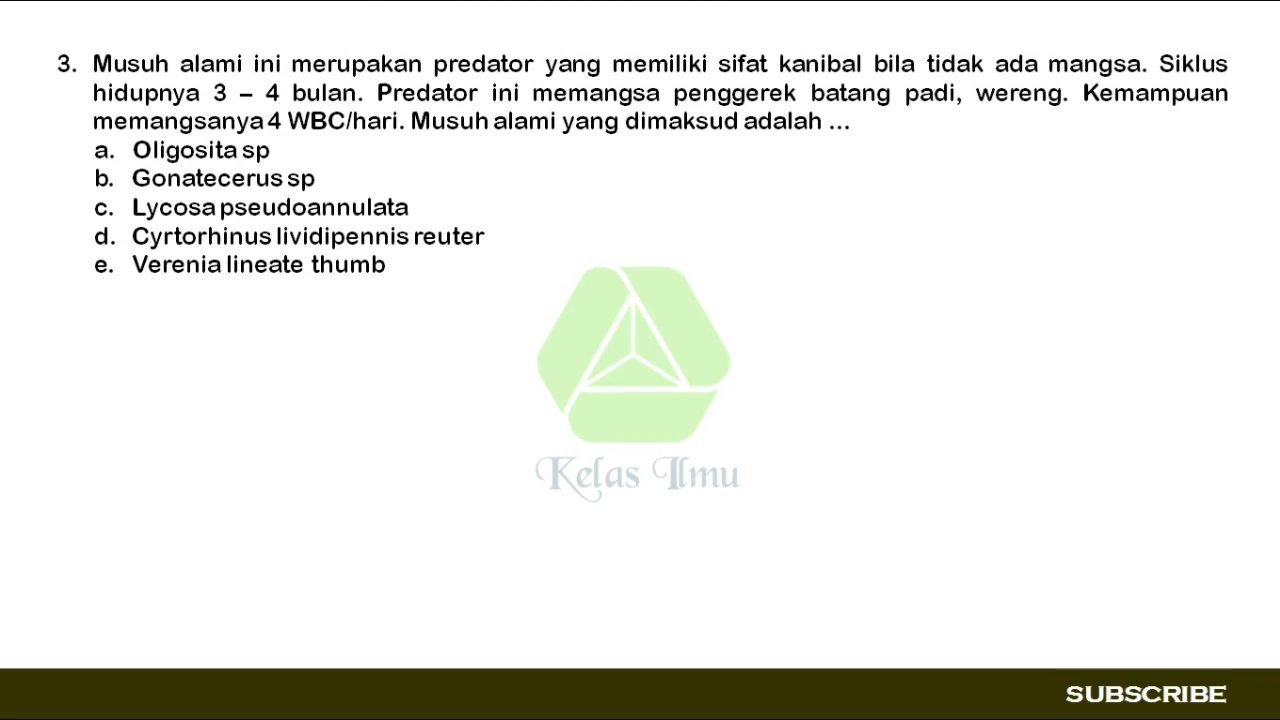 3. Musuh alami ini merupakan predator yang memiliki sifat kanibal bila tidak ada mangsa. Siklus
hidupnya 3 – 4 bulan. Predator ini memangsa penggerek batang padi, wereng. Kemampuan
memangsanya 4 WBC/hari. Musuh alami yang dimaksud adalah ...
a. Oligosita sp
b. Gonatecerus sp
c. Lycosa pseudoannulata
d. Cyrtorhinus lividipennis reuter
e. Verenia lineate thumb
Kelas Ilmu
SUBSCRIBE